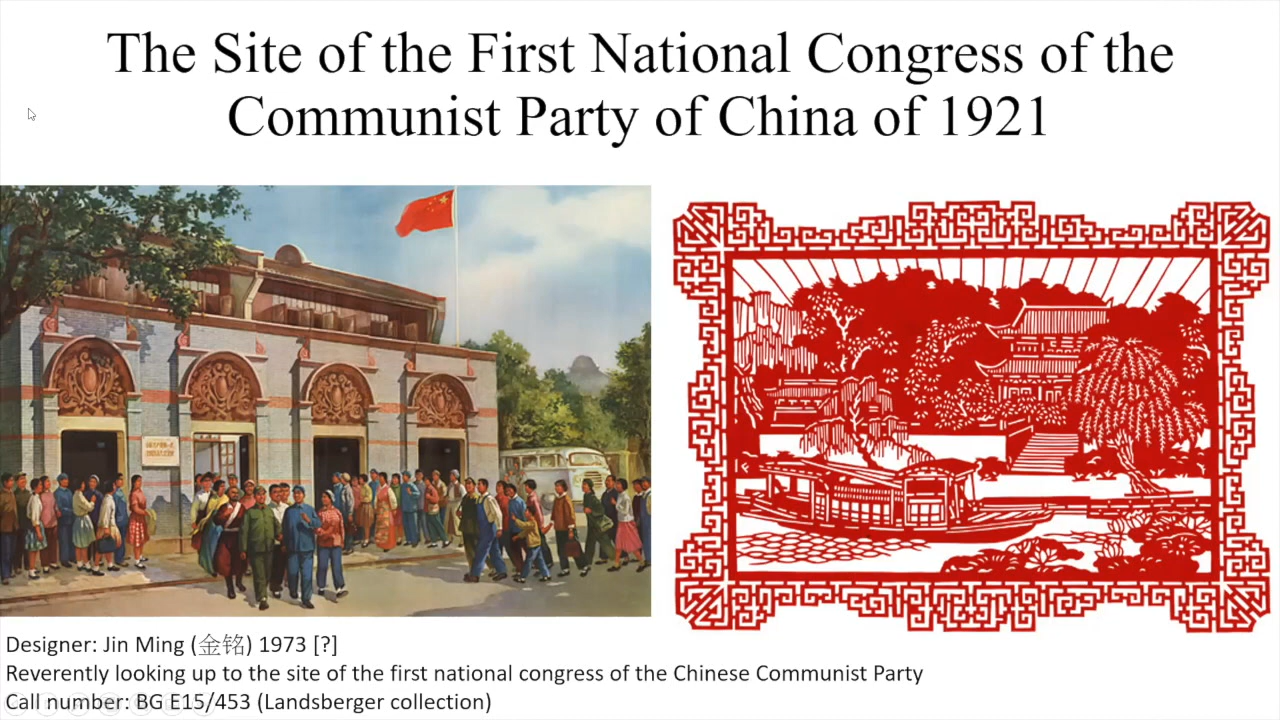 The Site of the First National Congress of the
Communist Party of China of 1921
Designer: Jin Ming (金铭) 1973 [?]
Reverently looking up to the site of the first national congress of the Chinese Communist Party
Call number: BG E15/453 (Landsberger collection)